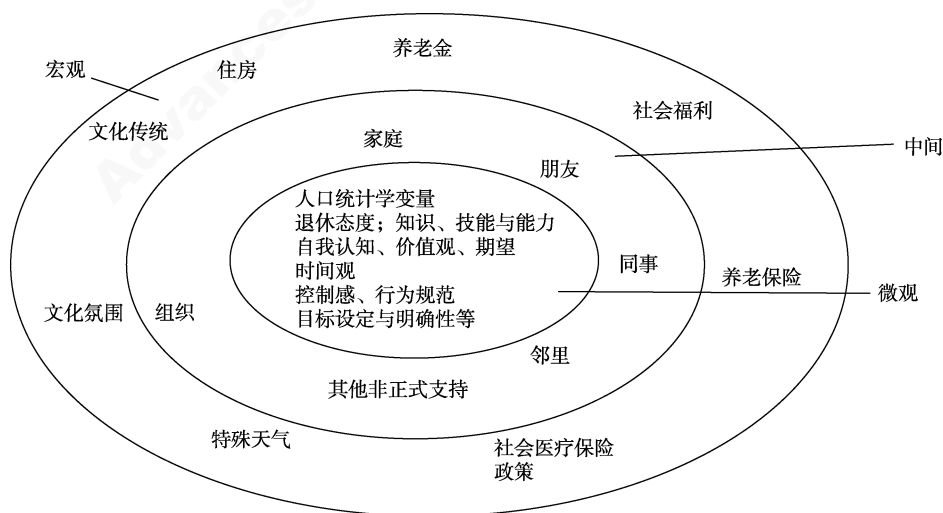 养老金
宏观
住房
社会福利
文化传统
家庭
中间
朋友
人口统计学变量
退休态度；知识、技能与能力
自我认知、价值观、期望
时间观
控制感、行为规范
目标设定与明确性等
同事
养老保险
微观
文化氛围
组织
邻里
其他非正式支持
特殊天气
社会医疗保险
政策